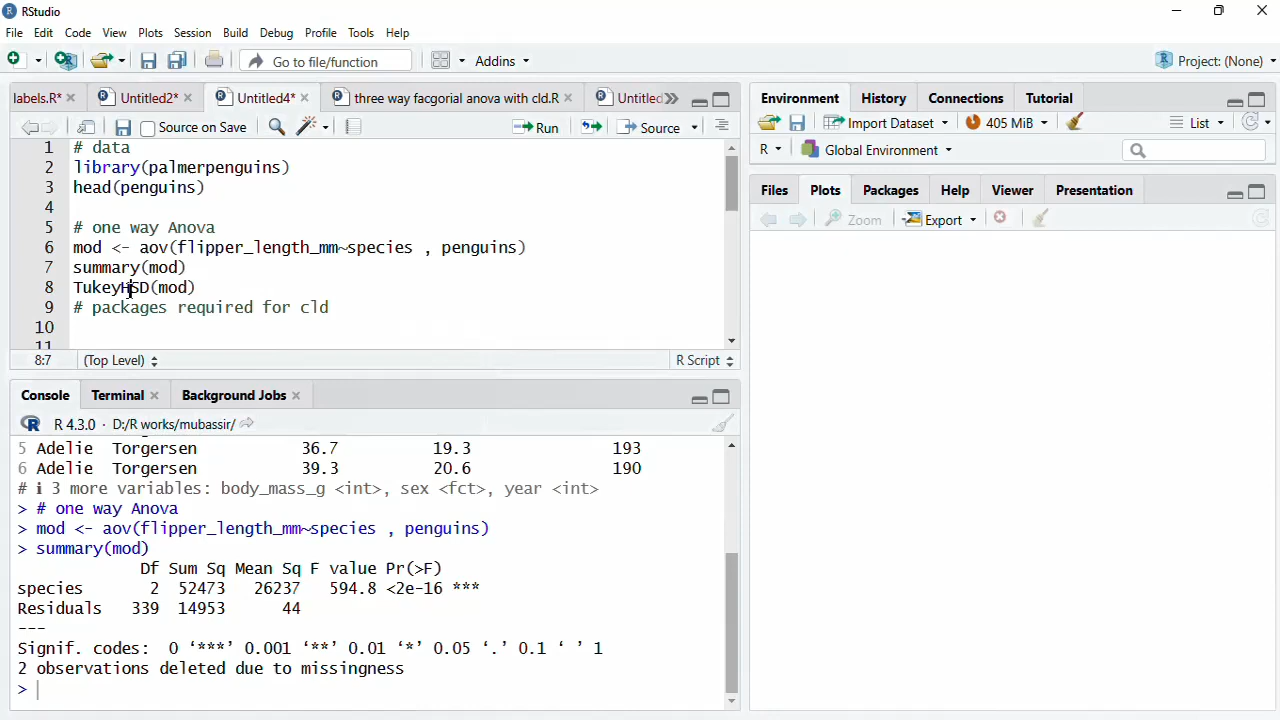 RStudio
File Edit Code View Plots Session Build Debug Profile Tools Help
Go to file/function Addins Project: (None)
labels.R* Untitled2* Untitled4* three way facgorial anova with cld.R Untitled
Source on Save Run Source
1 # data
2 library(palmerpenguins)
3 head(penguins)
4
5 # one way Anova
6 mod <- aov(flipper_length_mm~species , penguins)
7 summary(mod)
8 TukeyHSD(mod)
9 # packages required for cld
10
11
8:7 (Top Level) R Script
Console Terminal Background Jobs
R 4.3.0 · D:/R works/mubassir/
5 Adelie Torgersen 36.7 19.3 193
6 Adelie Torgersen 39.3 20.6 190
# ℹ 3 more variables: body_mass_g <int>, sex <fct>, year <int>
> # one way Anova
> mod <- aov(flipper_length_mm~species , penguins)
> summary(mod)
Df Sum Sq Mean Sq F value Pr(>F)
species 2 52473 26237 594.8 <2e-16 ***
Residuals 339 14953 44
---
Signif. codes: 0 ‘***’ 0.001 ‘**’ 0.01 ‘*’ 0.05 ‘.’ 0.1 ‘ ’ 1
2 observations deleted due to missingness
>
Environment History Connections Tutorial
Import Dataset 405 MiB List
R Global Environment
Files Plots Packages Help Viewer Presentation
Zoom Export